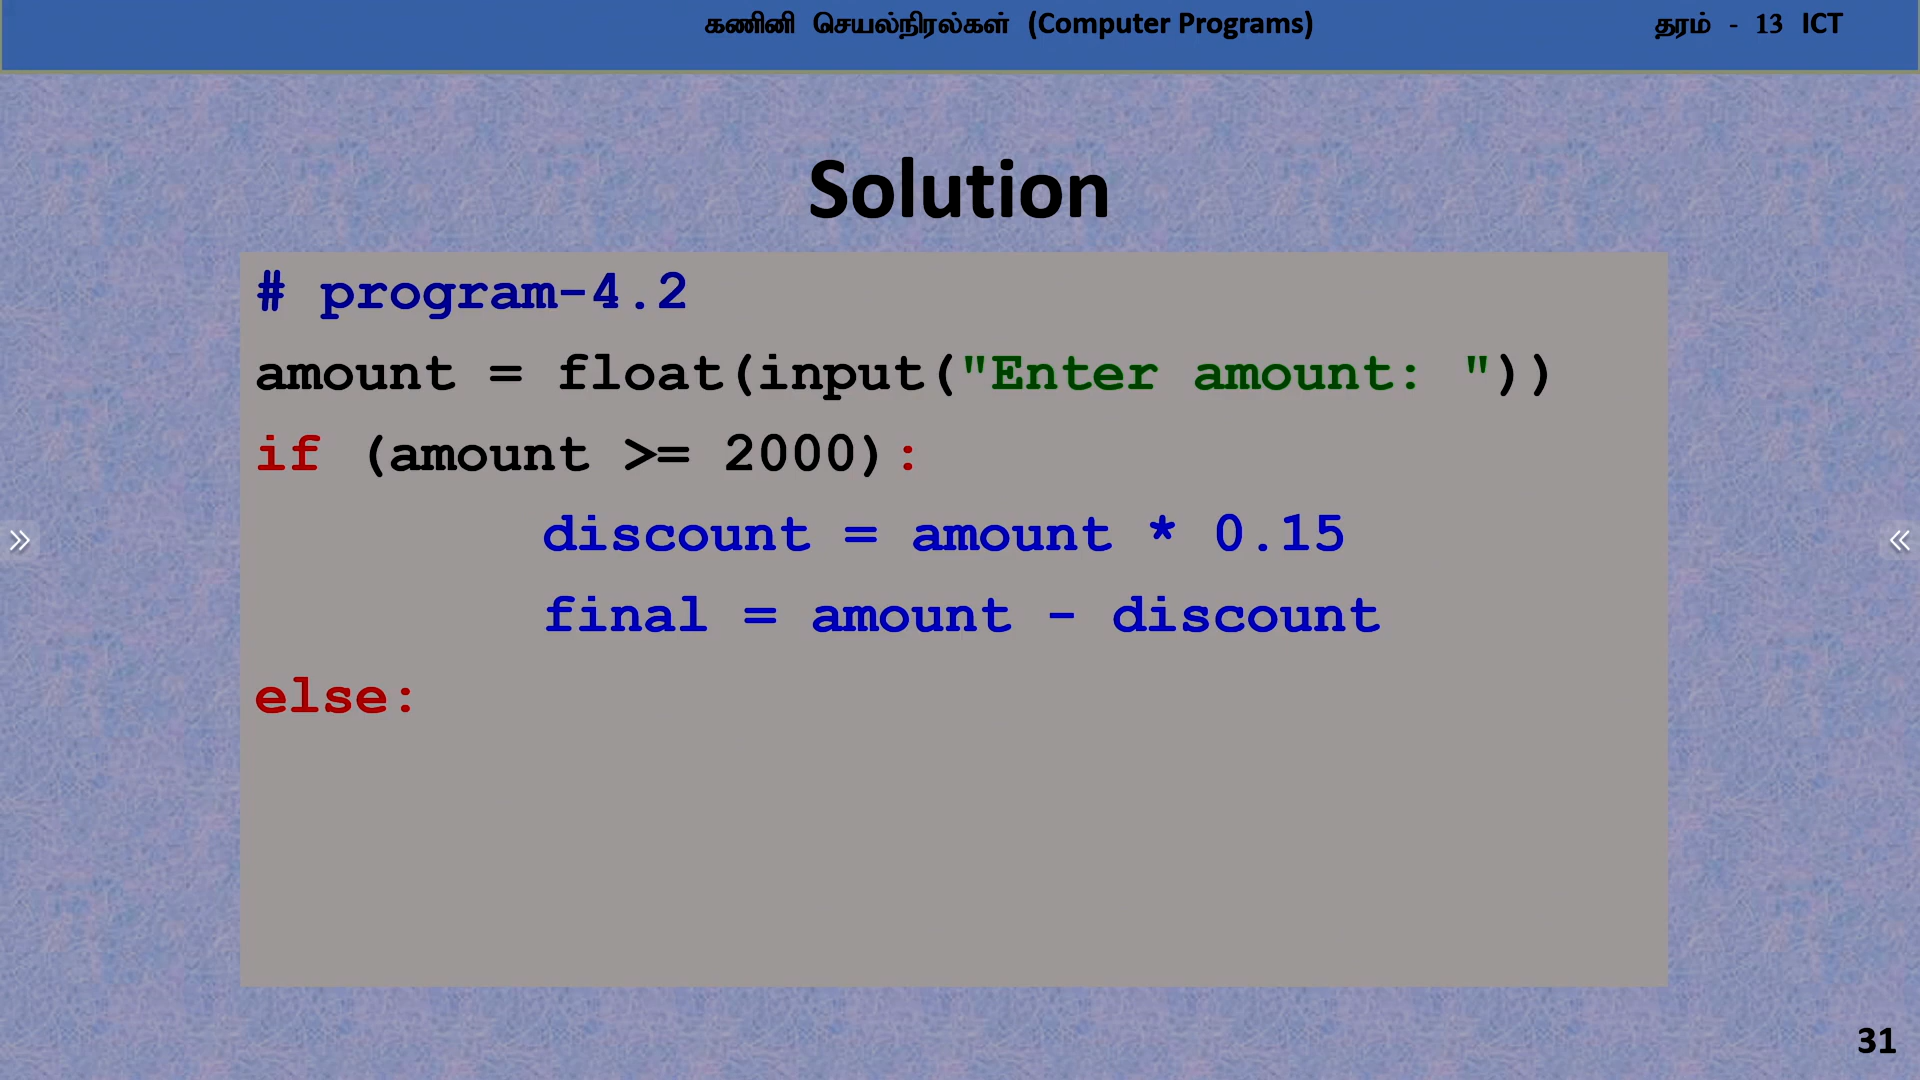 கணினி செயல்நிரல்கள் (Computer Programs)
தரம் - 13 ICT
Solution
# program-4.2
amount = float(input("Enter amount: "))
if (amount >= 2000):
discount = amount * 0.15
final = amount - discount
else:
31